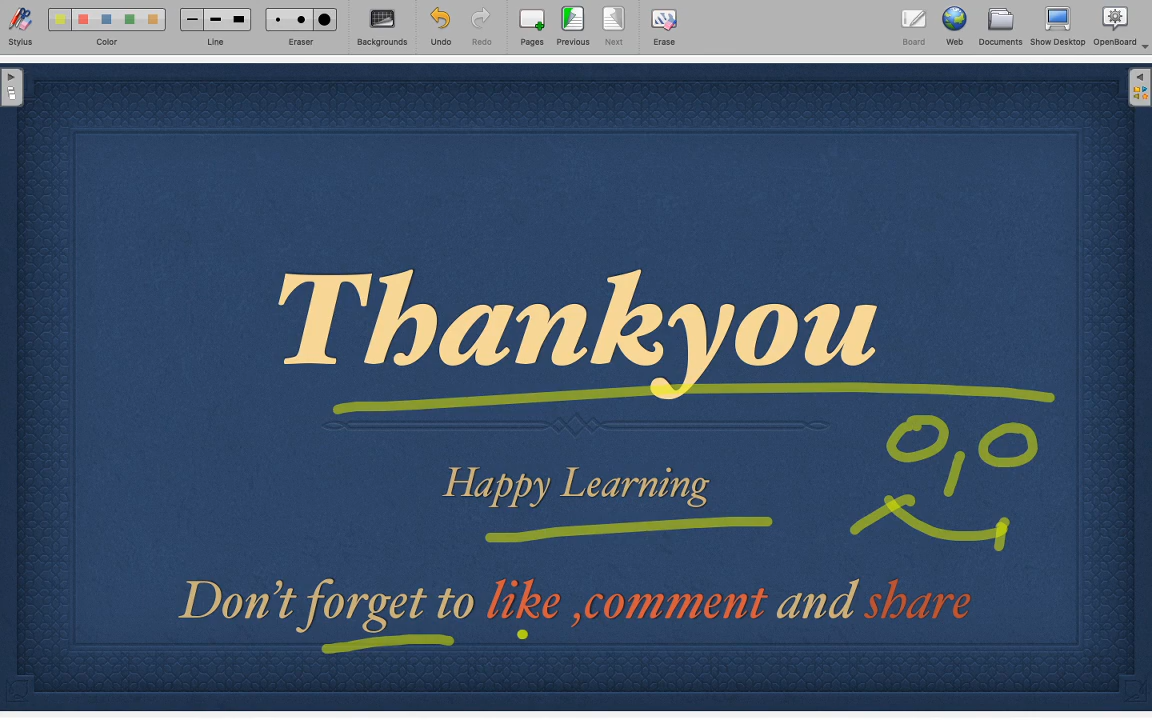 Stylus Color Line Eraser Backgrounds Undo Redo Pages Previous Next Erase Board Web Documents Show Desktop OpenBoard
Thankyou
Happy Learning
Don't forget to like ,comment and share